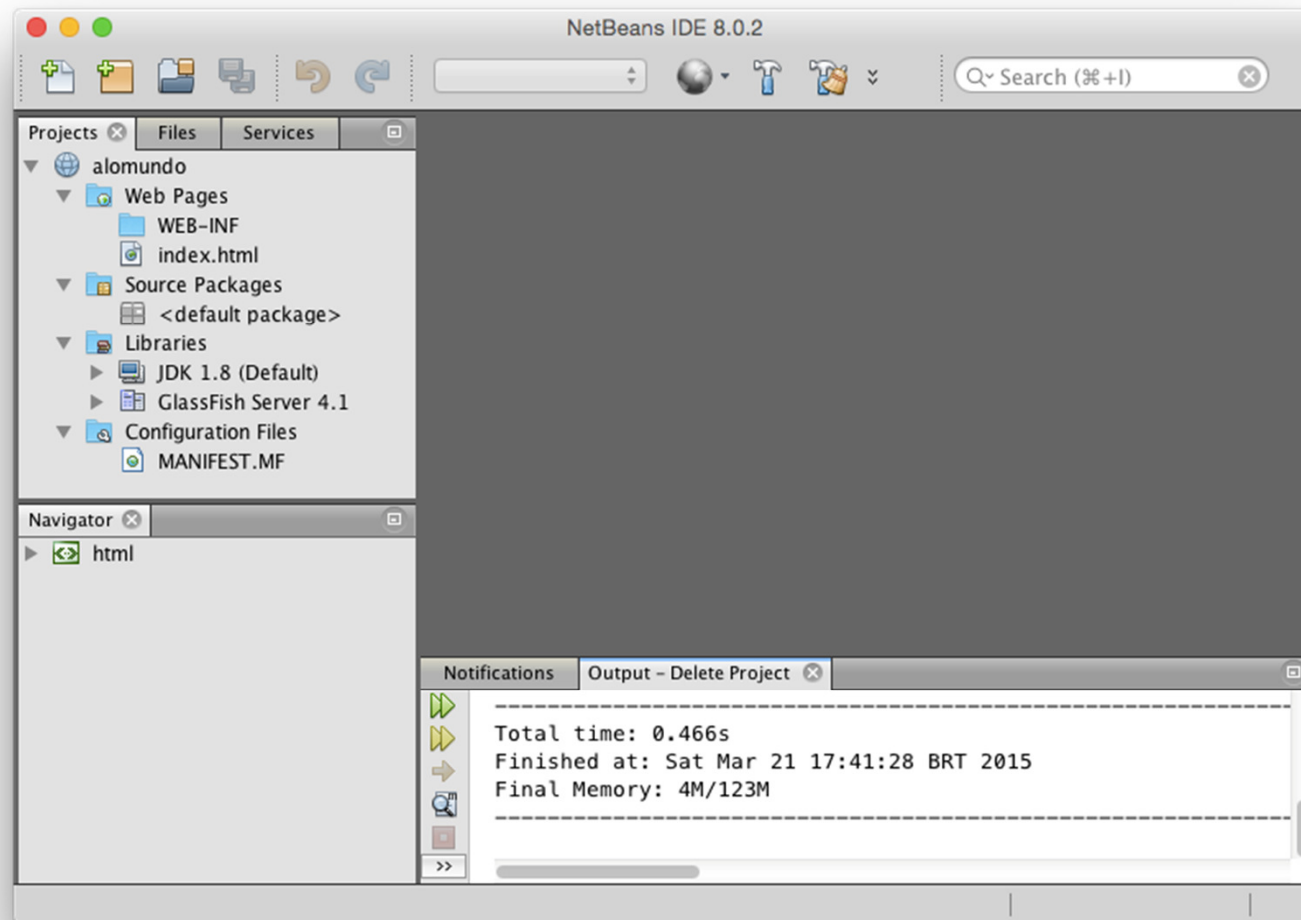 NetBeans IDE 8.0.2
Search (⌘+I)
Projects Files Services
alomundo
Web Pages
WEB-INF
index.html
Source Packages
<default package>
Libraries
JDK 1.8 (Default)
GlassFish Server 4.1
Configuration Files
MANIFEST.MF
Navigator
html
Notifications Output – Delete Project
------------------------------------------------------------
Total time: 0.466s
Finished at: Sat Mar 21 17:41:28 BRT 2015
Final Memory: 4M/123M
------------------------------------------------------------
>>